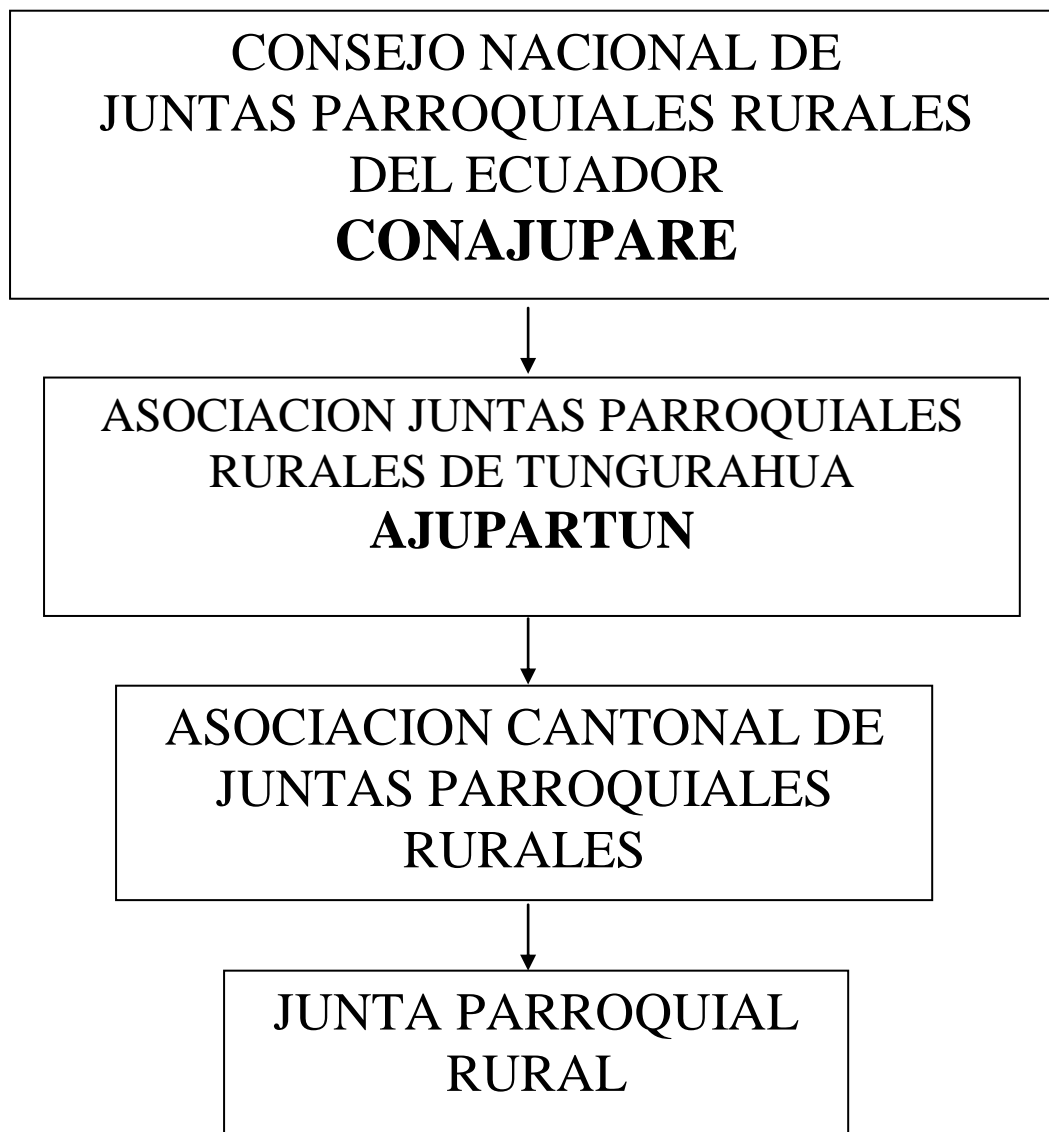 CONSEJO NACIONAL DE
JUNTAS PARROQUIALES RURALES
DEL ECUADOR
CONAJUPARE
ASOCIACION JUNTAS PARROQUIALES
RURALES DE TUNGURAHUA
AJUPARTUN
ASOCIACION CANTONAL DE
JUNTAS PARROQUIALES
RURALES
JUNTA PARROQUIAL
RURAL